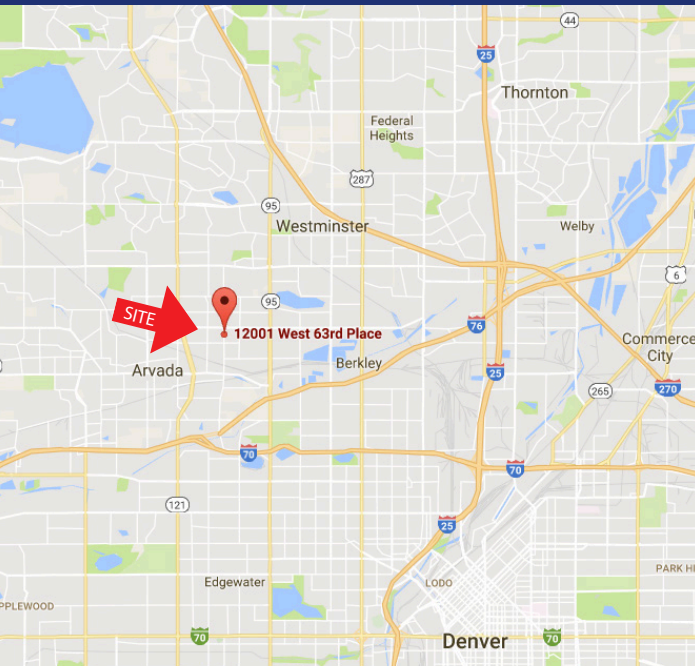 44
25
Thornton
Federal
Heights
287
95
Westminster
Welby
6
SITE
95
12001 West 63rd Place
76
Commerce
City
Berkley
Arvada
25
270
265
70
70
121
25
PARK HI
Edgewater
LODO
PPLEWOOD
70
Denver
70